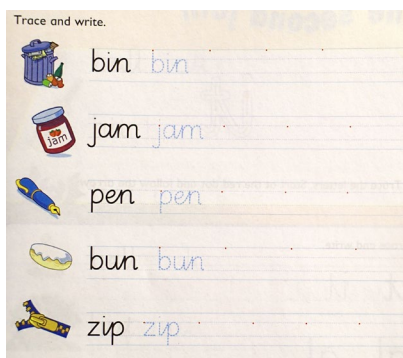 Trace and write.
bin bin
jam jam jam
pen pen
bun bun
zip zip